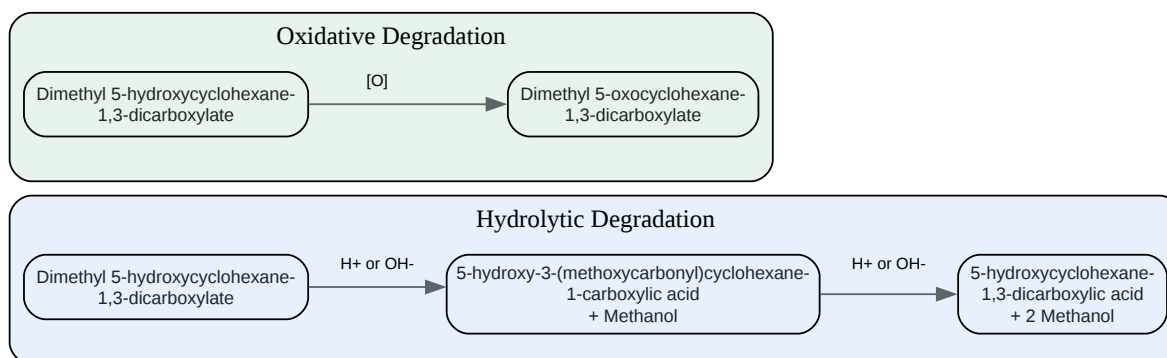 Oxidative Degradation
Dimethyl 5-hydroxycyclohexane-
1,3-dicarboxylate
[O]
Dimethyl 5-oxocyclohexane-
1,3-dicarboxylate
Hydrolytic Degradation
Dimethyl 5-hydroxycyclohexane-
1,3-dicarboxylate
H+ or OH-
5-hydroxy-3-(methoxycarbonyl)cyclohexane-
1-carboxylic acid
+ Methanol
H+ or OH-
5-hydroxycyclohexane-
1,3-dicarboxylic acid
+ 2 Methanol